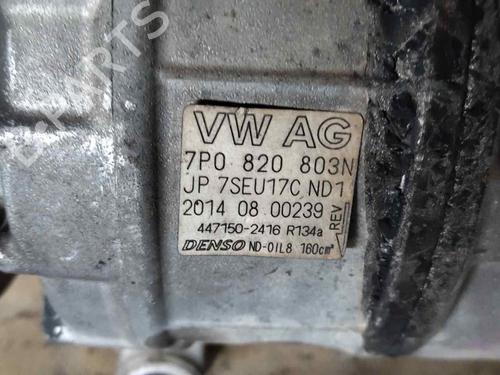 VW AG
7P0 820 803N
JP 7SEU17C ND1
2014 08 00239
REV
447150-2416 R134a
DENSO ND-OIL8 160cm³